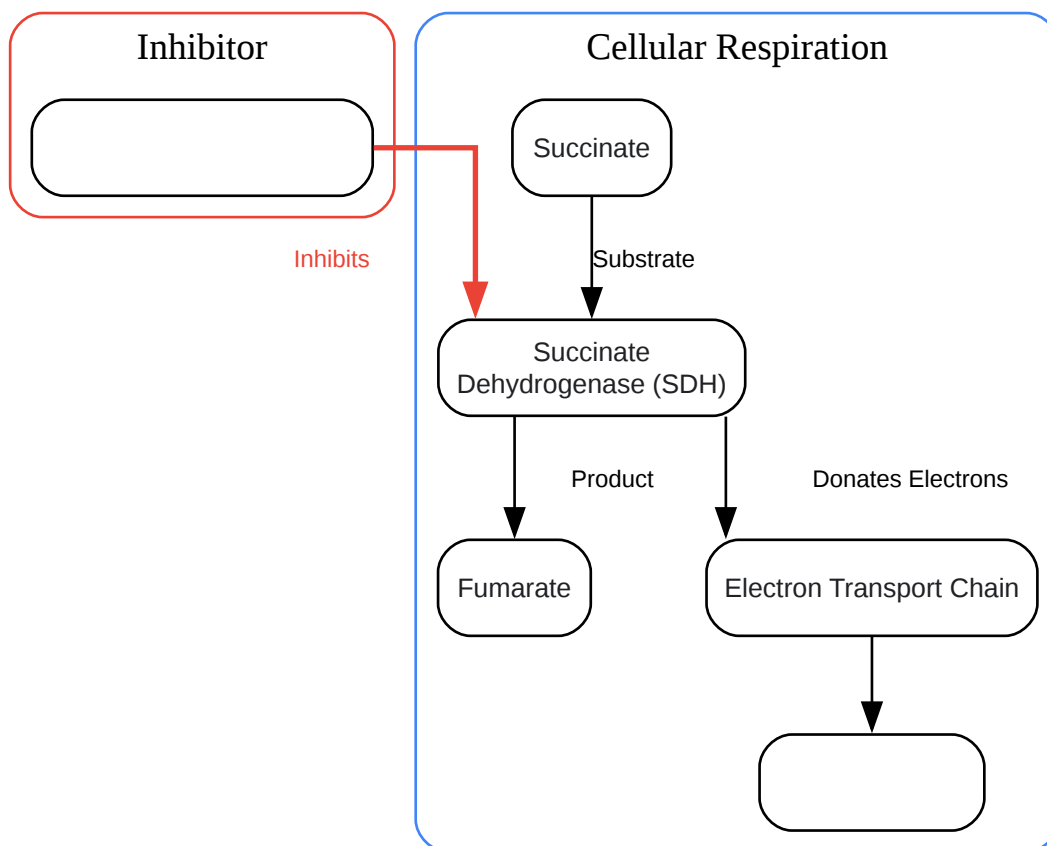 Inhibitor
Cellular Respiration
Succinate
Inhibits
Substrate
Succinate
Dehydrogenase (SDH)
Product
Donates Electrons
Fumarate
Electron Transport Chain